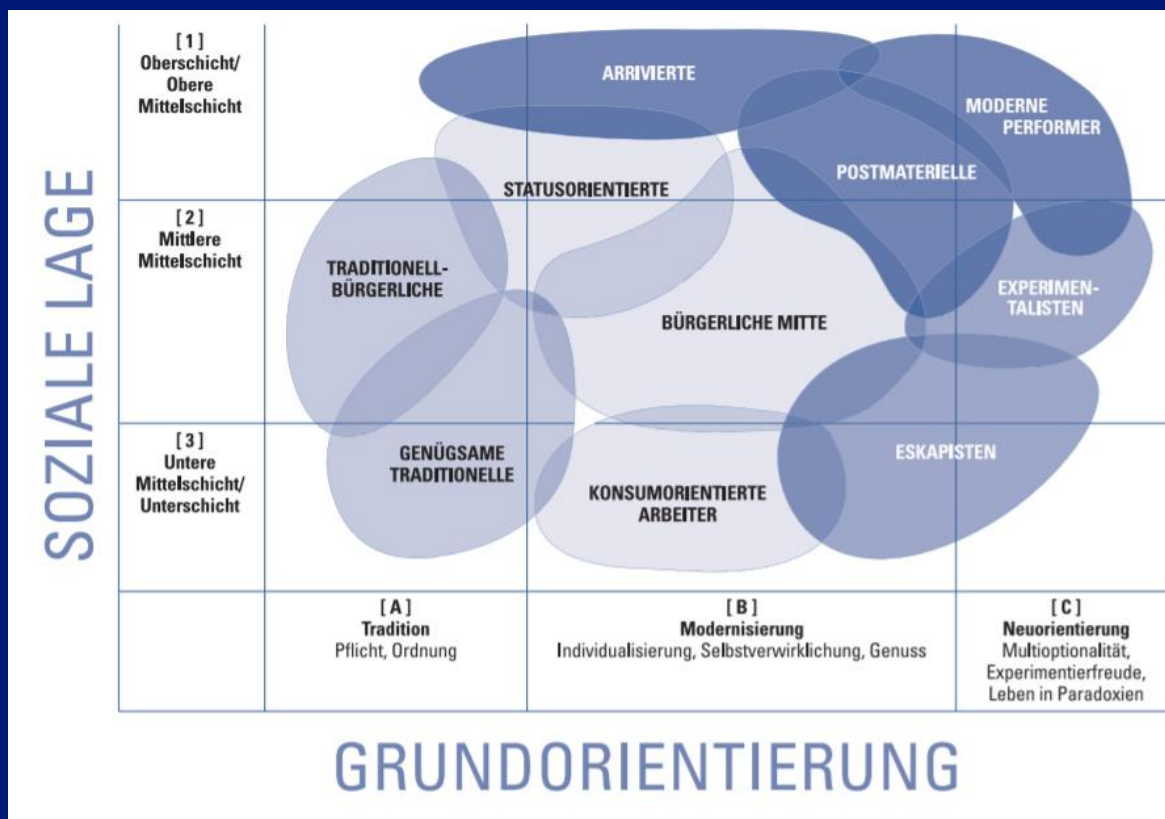 SOZIALE LAGE
[ 1 ]
Oberschicht/
Obere
Mittelschicht
[ 2 ]
Mittlere
Mittelschicht
[ 3 ]
Untere
Mittelschicht/
Unterschicht
ARRIVIERTE
MODERNE
PERFORMER
POSTMATERIELLE
STATUSORIENTIERTE
TRADITIONELL-
BÜRGERLICHE
BÜRGERLICHE MITTE
EXPERIMEN-
TALISTEN
GENÜGSAME
TRADITIONELLE
KONSUMORIENTIERTE
ARBEITER
ESKAPISTEN
[ A ]
Tradition
Pflicht, Ordnung
[ B ]
Modernisierung
Individualisierung, Selbstverwirklichung, Genuss
[ C ]
Neuorientierung
Multioptionalität,
Experimentierfreude,
Leben in Paradoxien
GRUNDORIENTIERUNG